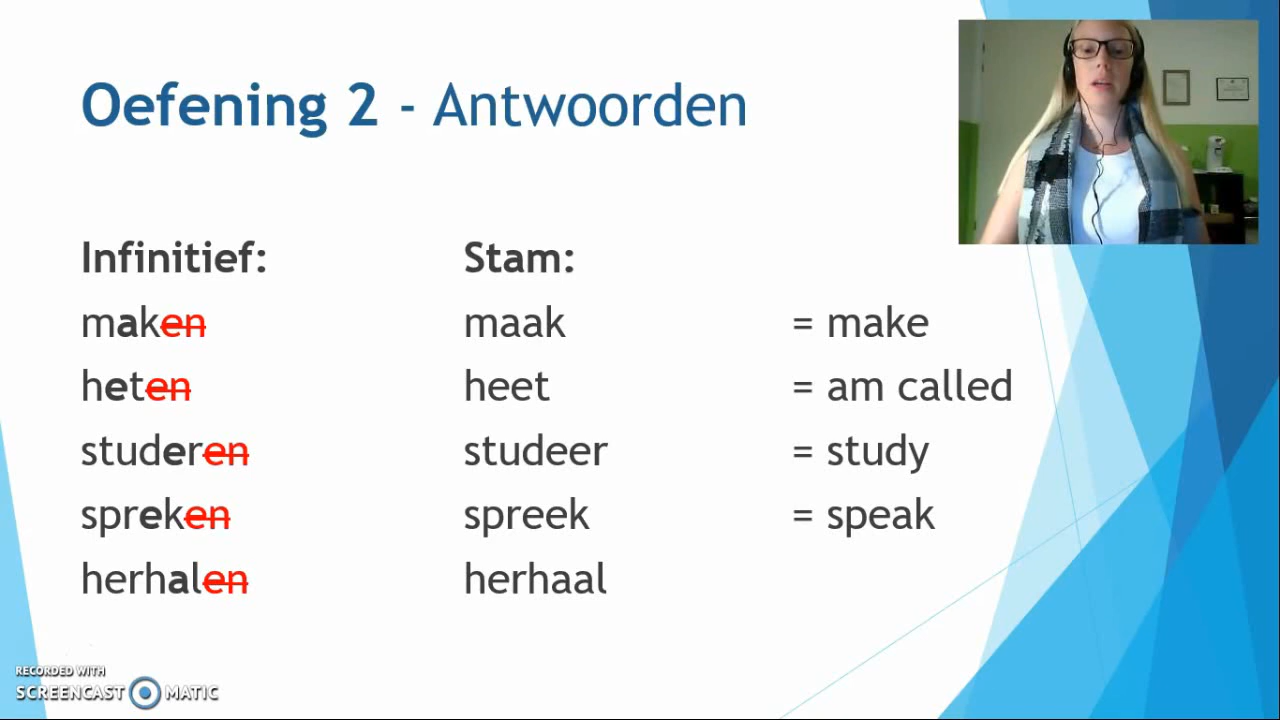 Oefening 2 - Antwoorden
Infinitief: Stam:
maken maak = make
heten heet = am called
studeren studeer = study
spreken spreek = speak
herhalen herhaal
RECORDED WITH
SCREENCAST MATIC